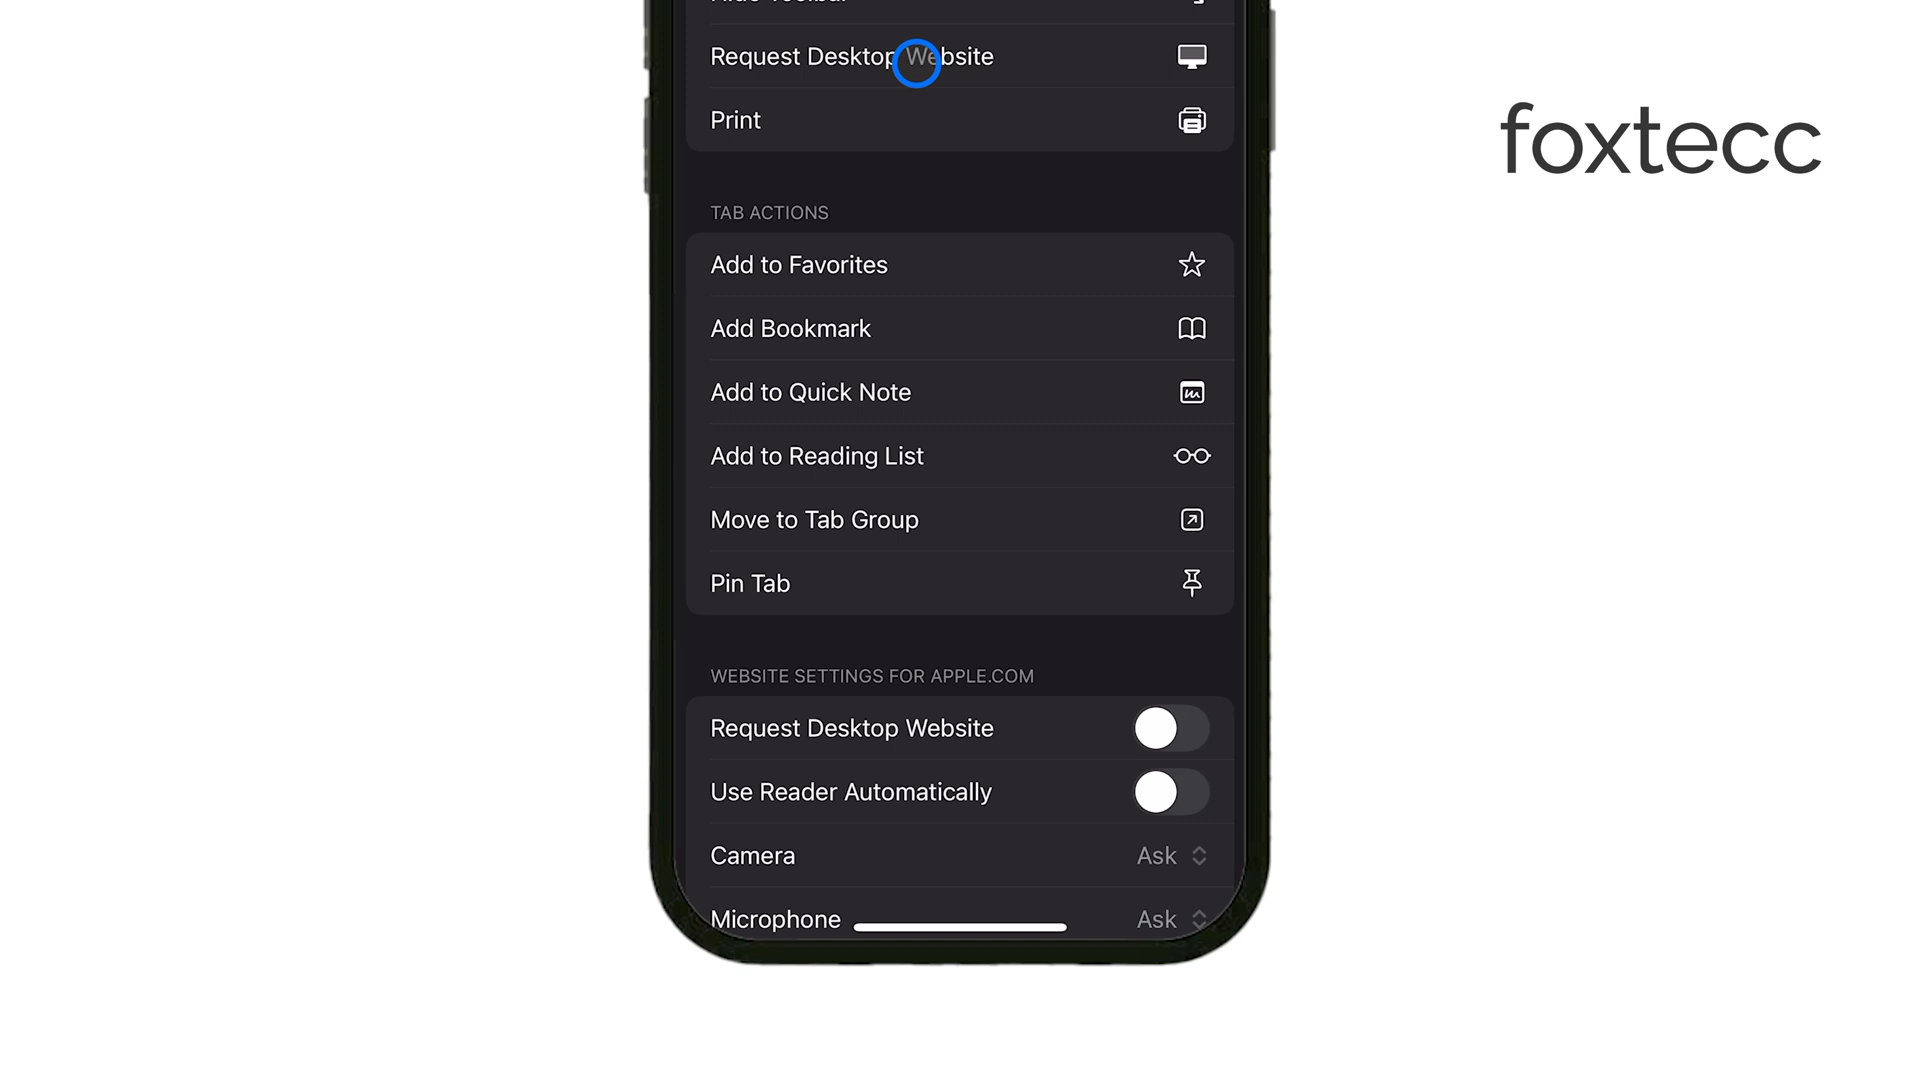 Request Desktop Website
Print
foxtecc
TAB ACTIONS
Add to Favorites
Add Bookmark
Add to Quick Note
Add to Reading List
Move to Tab Group
Pin Tab
WEBSITE SETTINGS FOR APPLE.COM
Request Desktop Website
Use Reader Automatically
Camera Ask
Microphone Ask